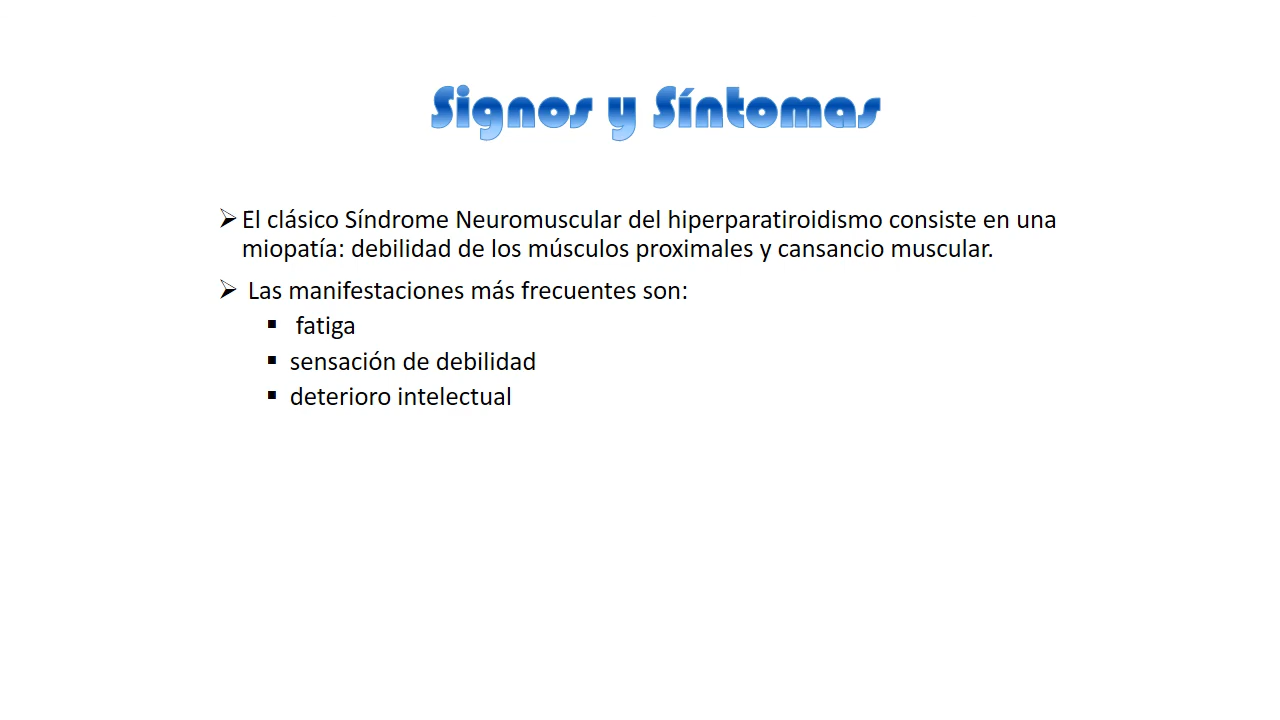 Signos y Síntomas
➢ El clásico Síndrome Neuromuscular del hiperparatiroidismo consiste en una
miopatía: debilidad de los músculos proximales y cansancio muscular.
➢ Las manifestaciones más frecuentes son:
▪ fatiga
▪ sensación de debilidad
▪ deterioro intelectual